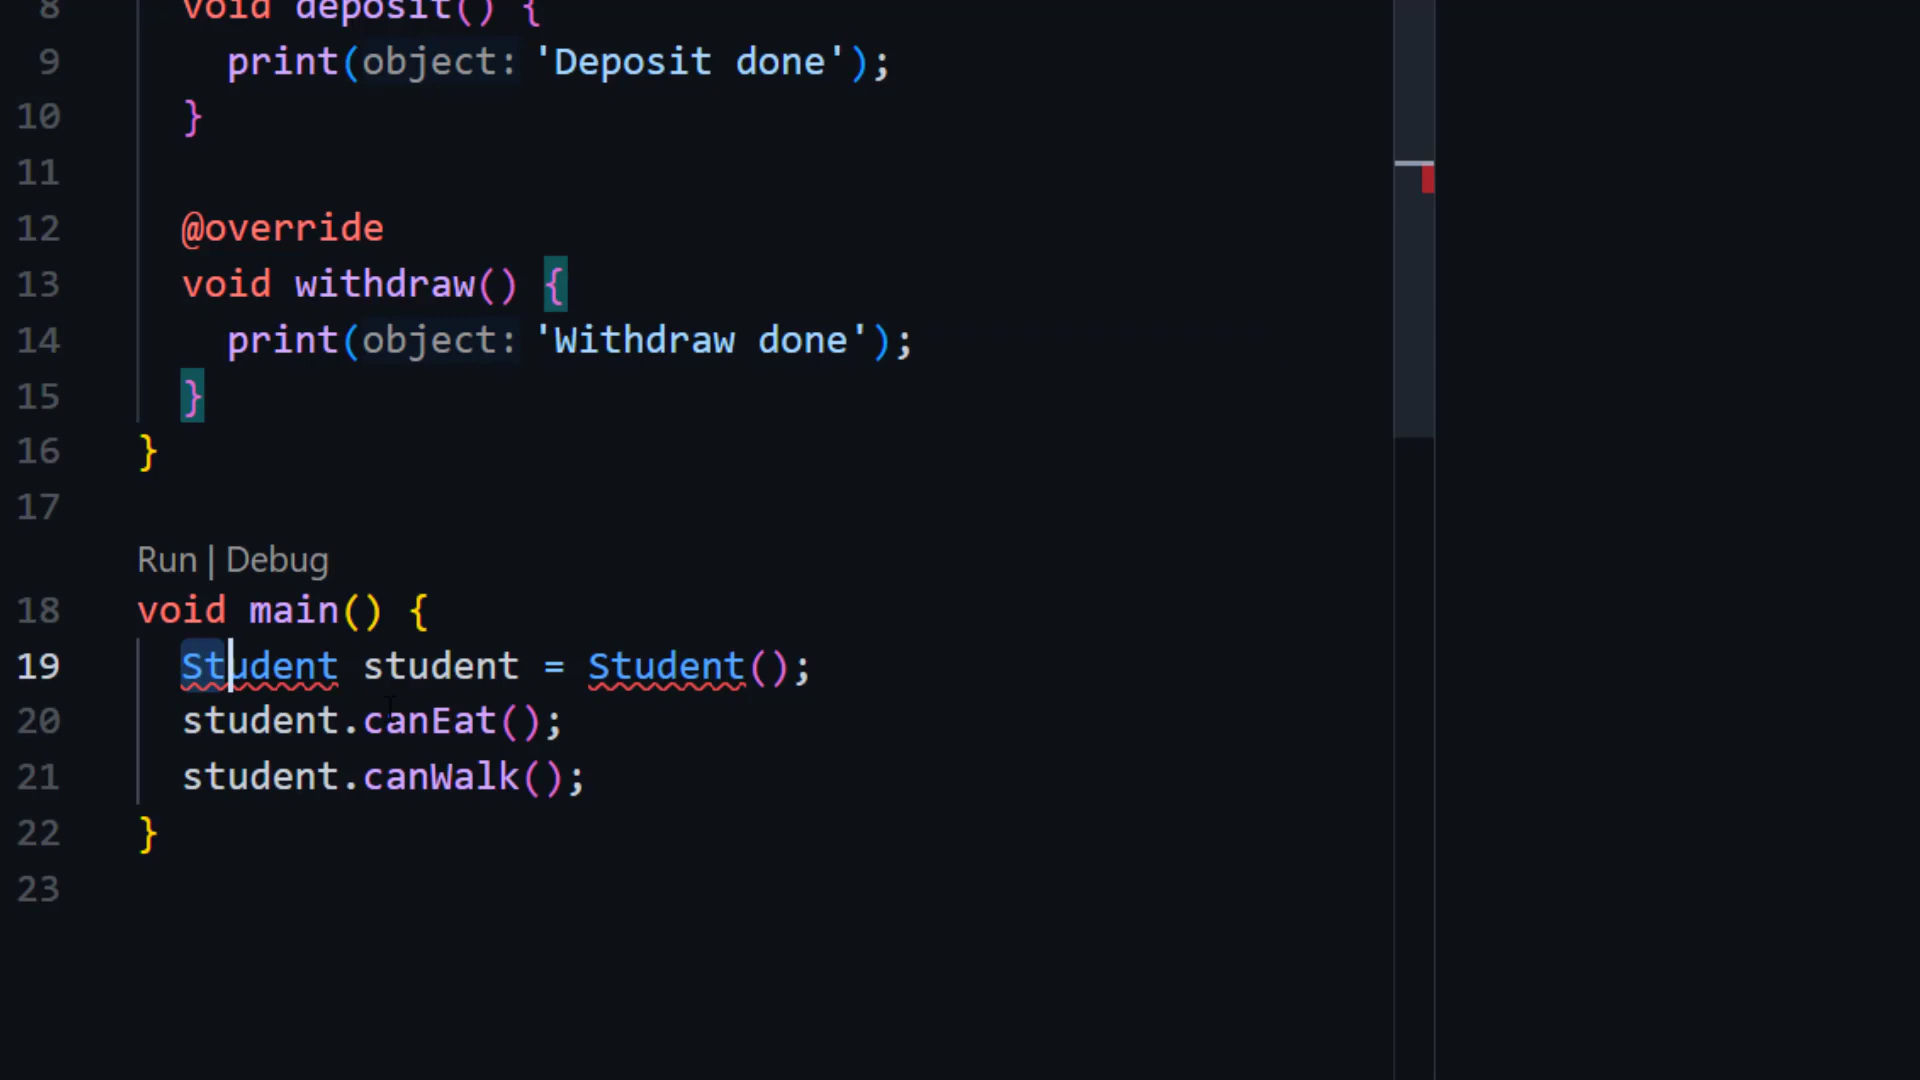 8 void deposit() {
9 print(object: 'Deposit done');
10 }
11
12 @override
13 void withdraw() {
14 print(object: 'Withdraw done');
15 }
16 }
17
Run | Debug
18 void main() {
19 Student student = Student();
20 student.canEat();
21 student.canWalk();
22 }
23